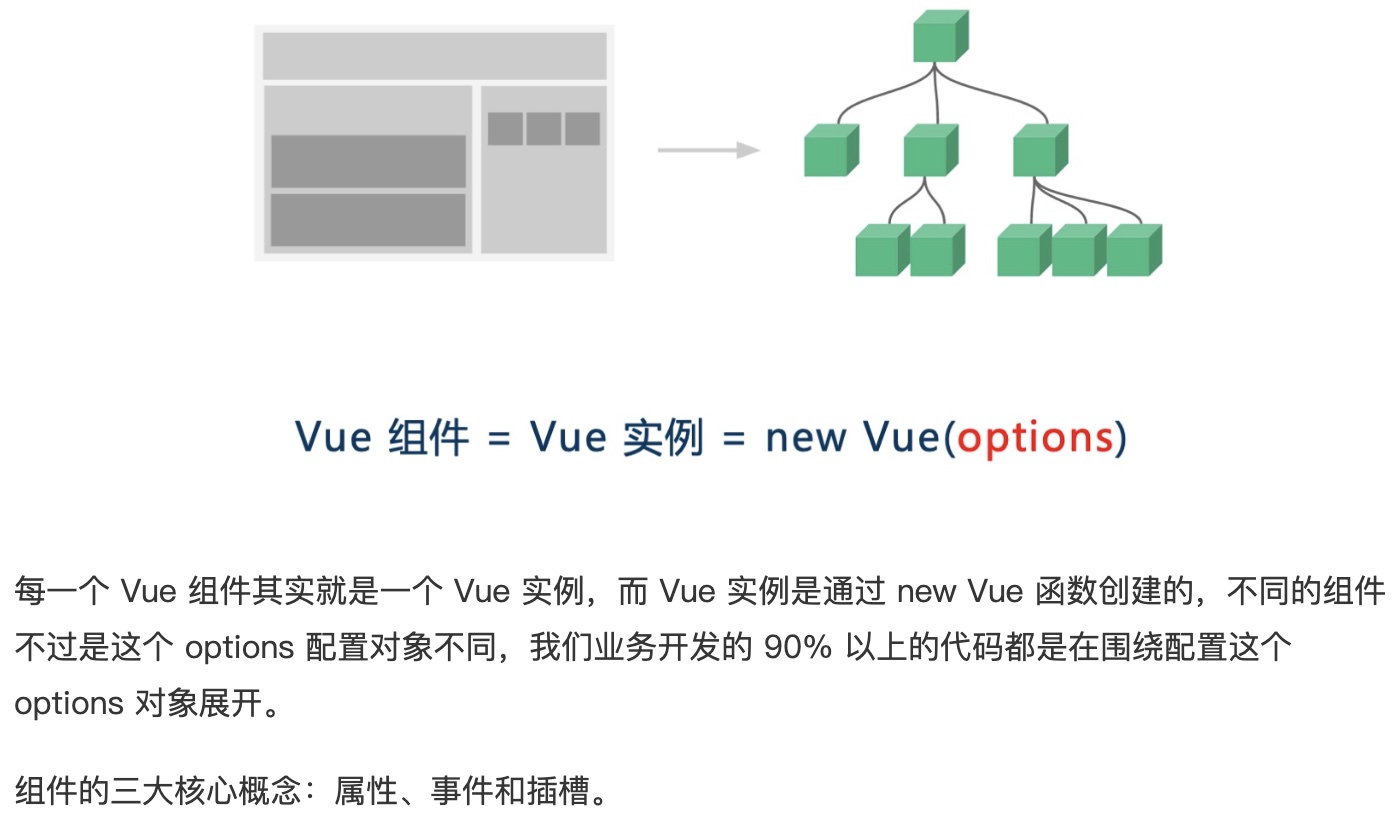 Vue 组件 = Vue 实例 = new Vue(options)
每一个 Vue 组件其实就是一个 Vue 实例，而 Vue 实例是通过 new Vue 函数创建的，不同的组件
不过是这个 options 配置对象不同，我们业务开发的 90% 以上的代码都是在围绕配置这个
options 对象展开。
组件的三大核心概念：属性、事件和插槽。